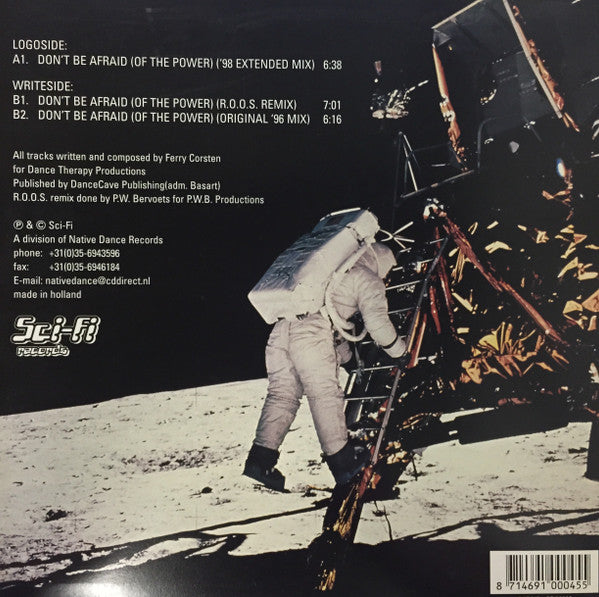 LOGOSIDE:
A1. DON'T BE AFRAID (OF THE POWER) ('98 EXTENDED MIX) 6:38
WRITESIDE:
B1. DON'T BE AFRAID (OF THE POWER) (R.O.O.S. REMIX) 7:01
B2. DON'T BE AFRAID (OF THE POWER) (ORIGINAL '96 MIX) 6:16
All tracks written and composed by Ferry Corsten
for Dance Therapy Productions
Published by DanceCave Publishing(adm. Basart)
R.O.O.S. remix done by P.W. Bervoets for P.W.B. Productions
℗ & © Sci-Fi
A division of Native Dance Records
phone: +31(0)35-6943596
fax: +31(0)35-6946184
E-mail: nativedance@cddirect.nl
made in holland
Sci-Fi
records
8 714691 000455